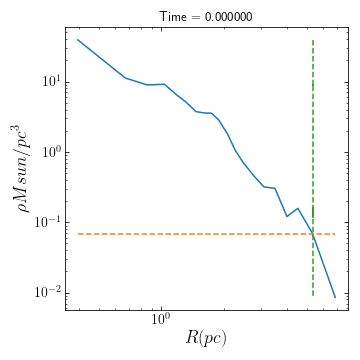 Time = 0.000000
10^1
10^0
10^{-1}
10^{-2}
ρMsun/pc^3
10^0
R(pc)